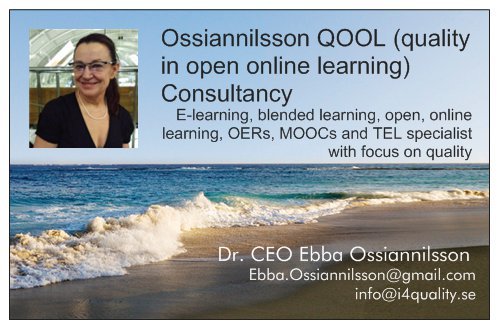 Ossiannilsson QOOL (quality
in open online learning)
Consultancy
E-learning, blended learning, open, online
learning, OERs, MOOCs and TEL specialist
with focus on quality
Dr. CEO Ebba Ossiannilsson
Ebba.Ossiannilsson@gmail.com
info@i4quality.se